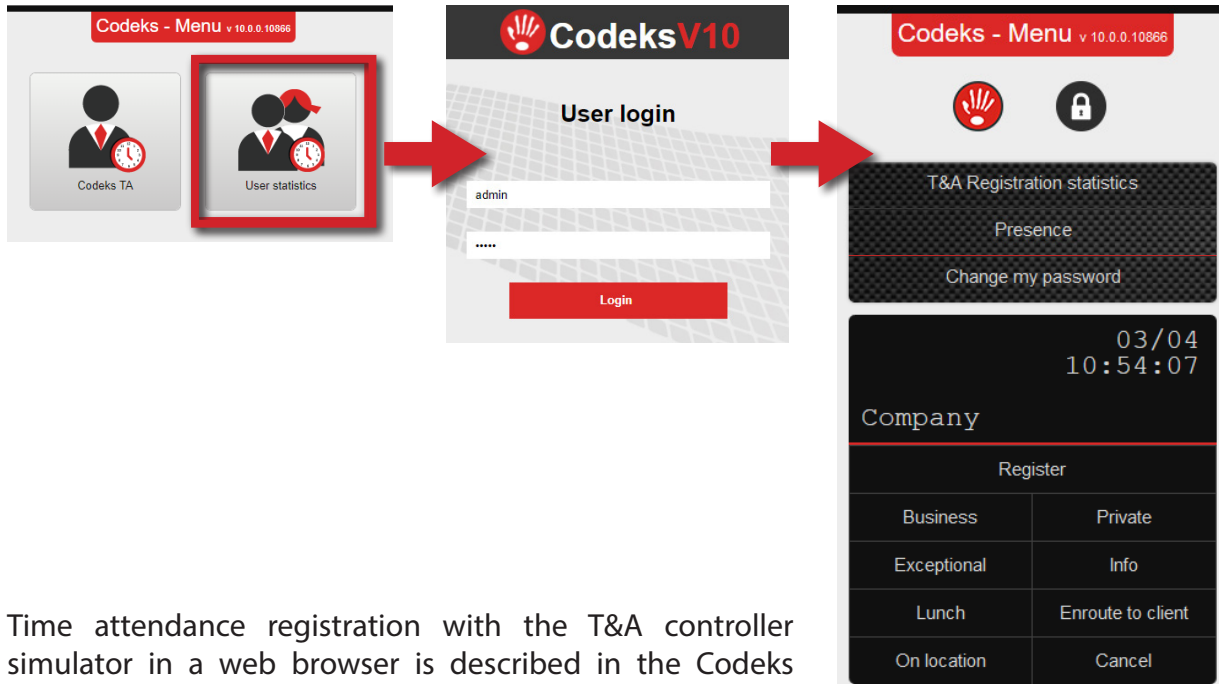 Codeks - Menu v 10.0.0.10866
Codeks TA
User statistics
CodeksV10
User login
admin
•••••
Login
Codeks - Menu v 10.0.0.10866
T&A Registration statistics
Presence
Change my password
03/04
10:54:07
Company
Register
Business Private
Exceptional Info
Lunch Enroute to client
On location Cancel
Time attendance registration with the T&A controller
simulator in a web browser is described in the Codeks